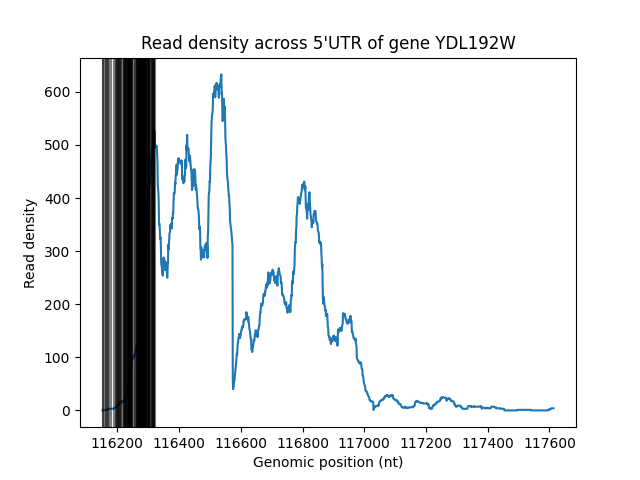 Read density across 5'UTR of gene YDL192W
Read density
600
500
400
300
200
100
0
116200 116400 116600 116800 117000 117200 117400 117600
Genomic position (nt)